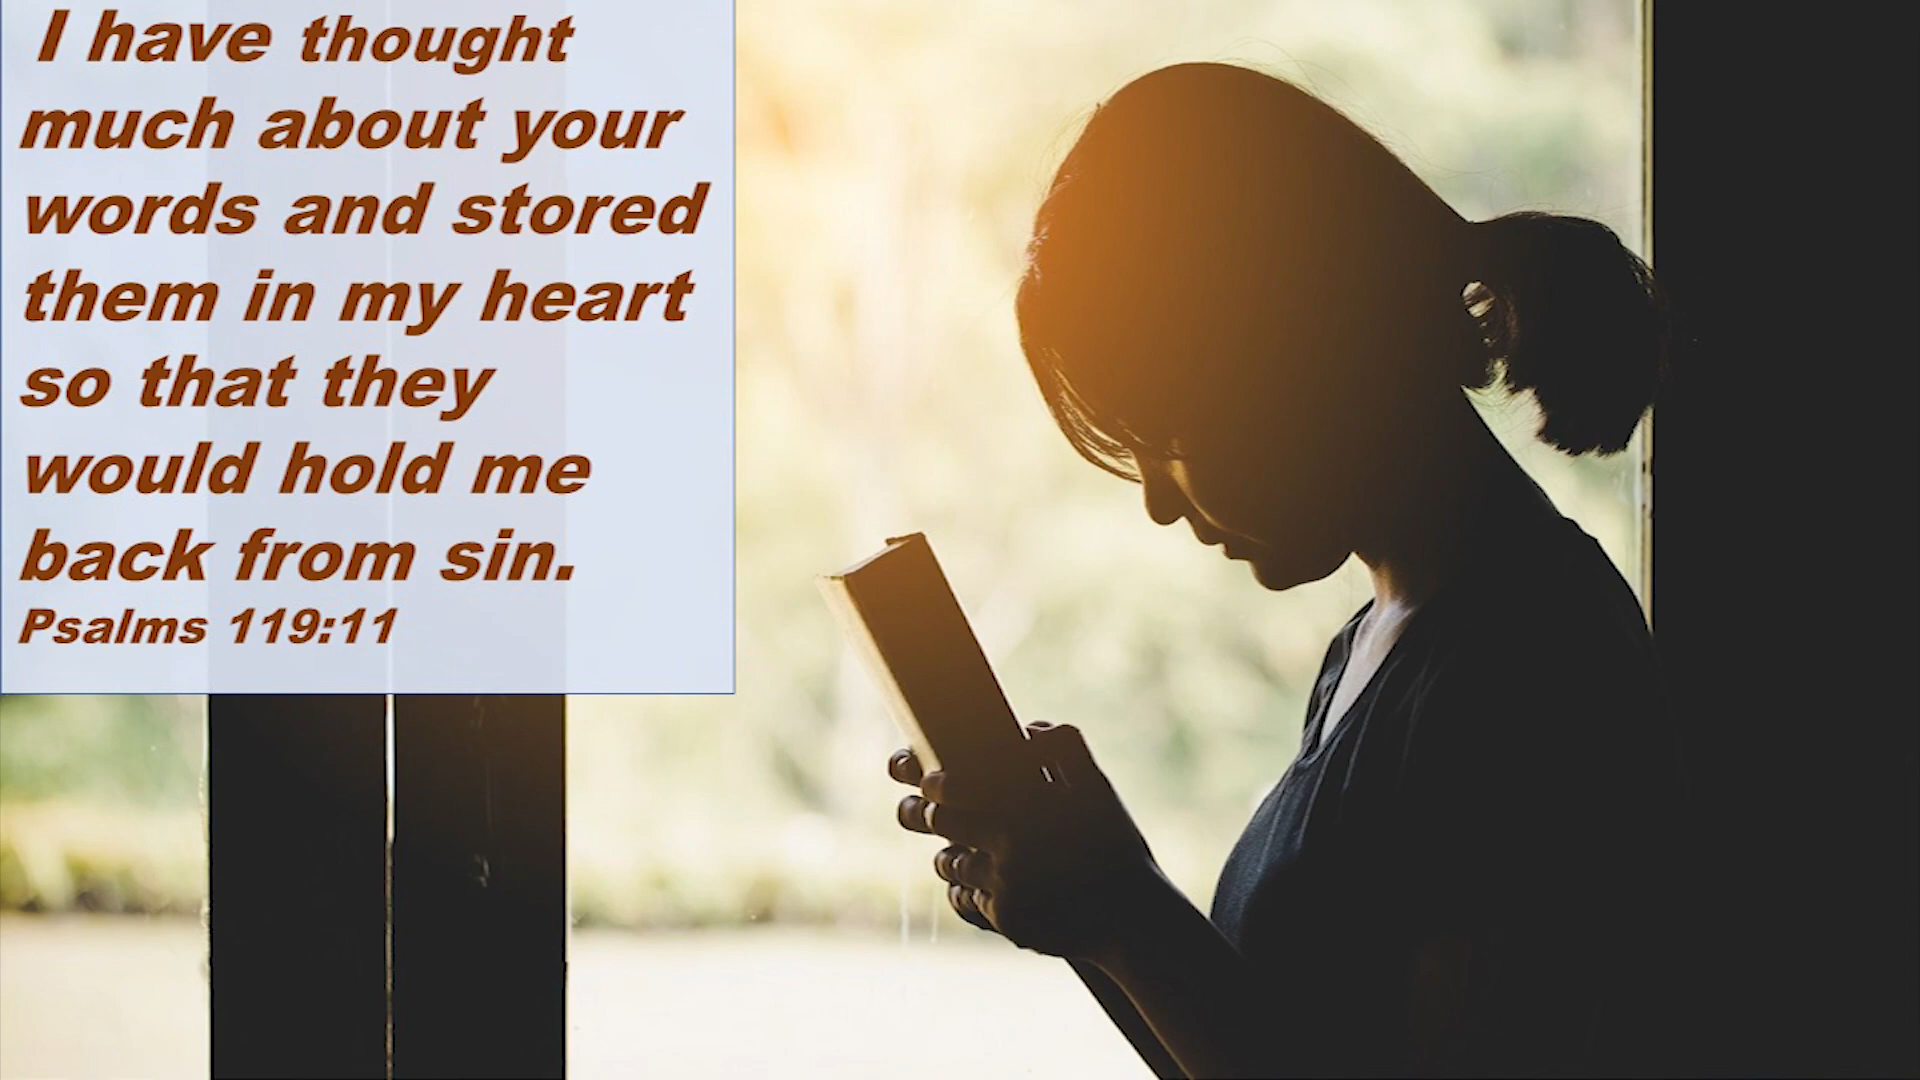 I have thought
much about your
words and stored
them in my heart
so that they
would hold me
back from sin.
Psalms 119:11